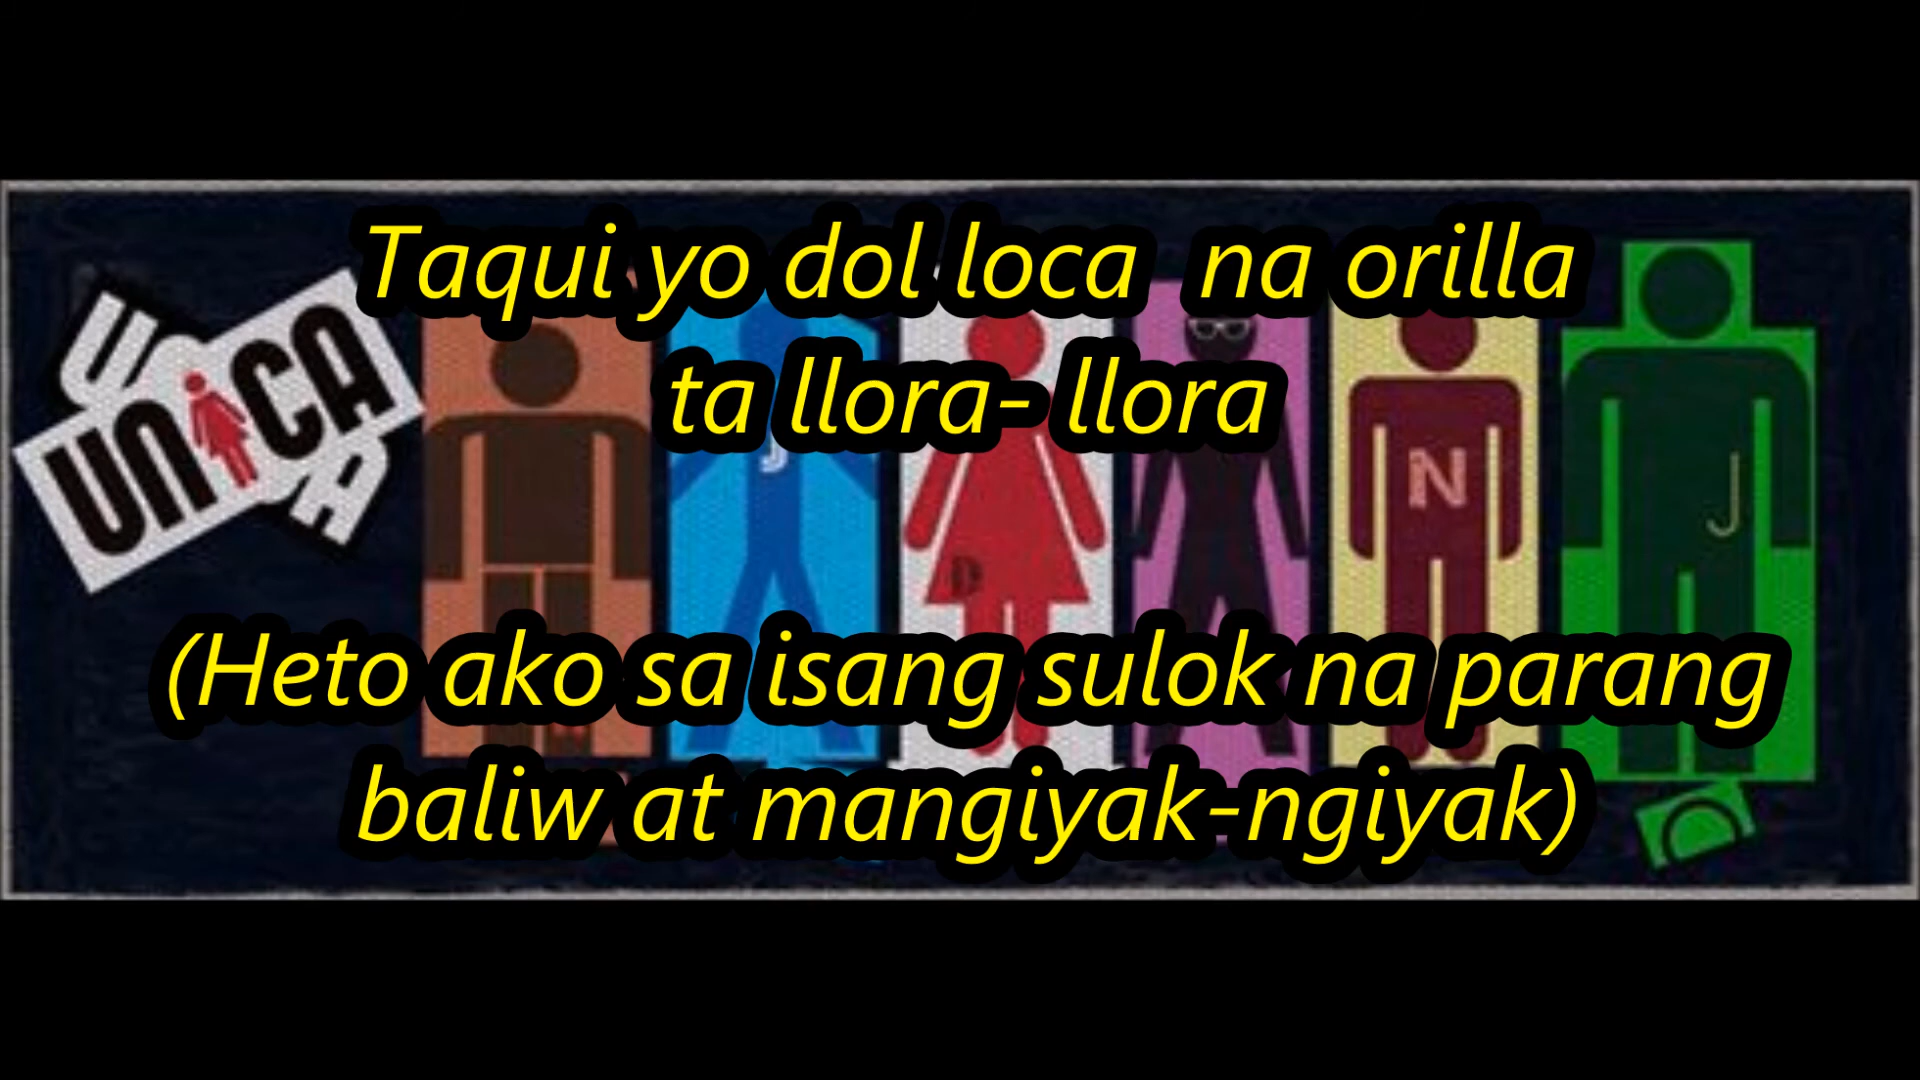 Taqui yo dol loca na orilla
ta llora- llora
UNICA
J
N
J
(Heto ako sa isang sulok na parang
baliw at mangiyak-ngiyak)